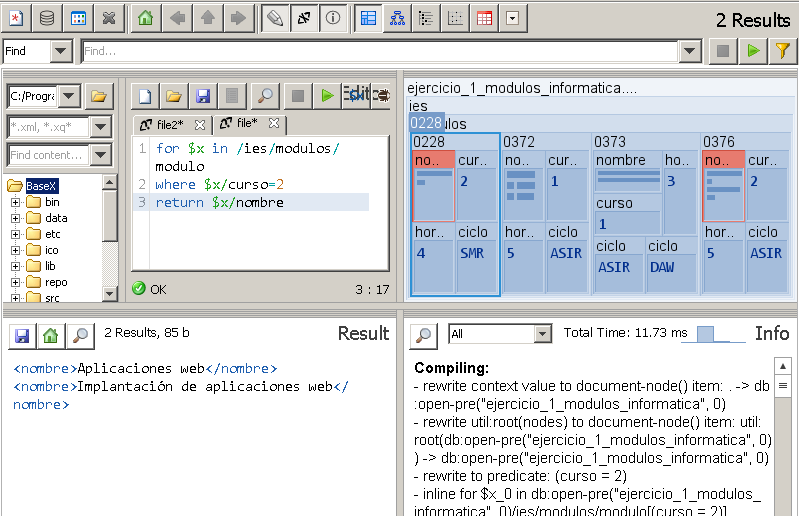 2 Results
Find
Find...
C:/Progra
Editor
ejercicio_1_modulos_informatica....
ies
*.xml, *.xq*
file2*
file*
0228
Find content...
1 for $x in /ies/modulos/
modulo
2 where $x/curso=2
3 return $x/nombre
0228
0372
0373
0376
no..
cur..
no..
cur..
nombre
ho..
no..
cur..
2
1
3
2
curso
1
hor..
ciclo
hor..
ciclo
ciclo
ciclo
hor..
ciclo
4
SMR
5
ASIR
ASIR
DAW
5
ASIR
BaseX
bin
data
etc
ico
lib
repo
src
OK
3 : 17
2 Results, 85 b
Result
<nombre>Aplicaciones web</nombre>
<nombre>Implantación de aplicaciones web</
nombre>
All
Total Time: 11.73 ms
Info
Compiling:
- rewrite context value to document-node() item: . -> db
:open-pre("ejercicio_1_modulos_informatica", 0)
- rewrite util:root(nodes) to document-node() item: util:
root(db:open-pre("ejercicio_1_modulos_informatica", 0)
) -> db:open-pre("ejercicio_1_modulos_informatica", 0)
- rewrite to predicate: (curso = 2)
- inline for $x_0 in db:open-pre("ejercicio_1_modulos_
informatica", 0)/ies/modulos/modulo[(curso = 2)]